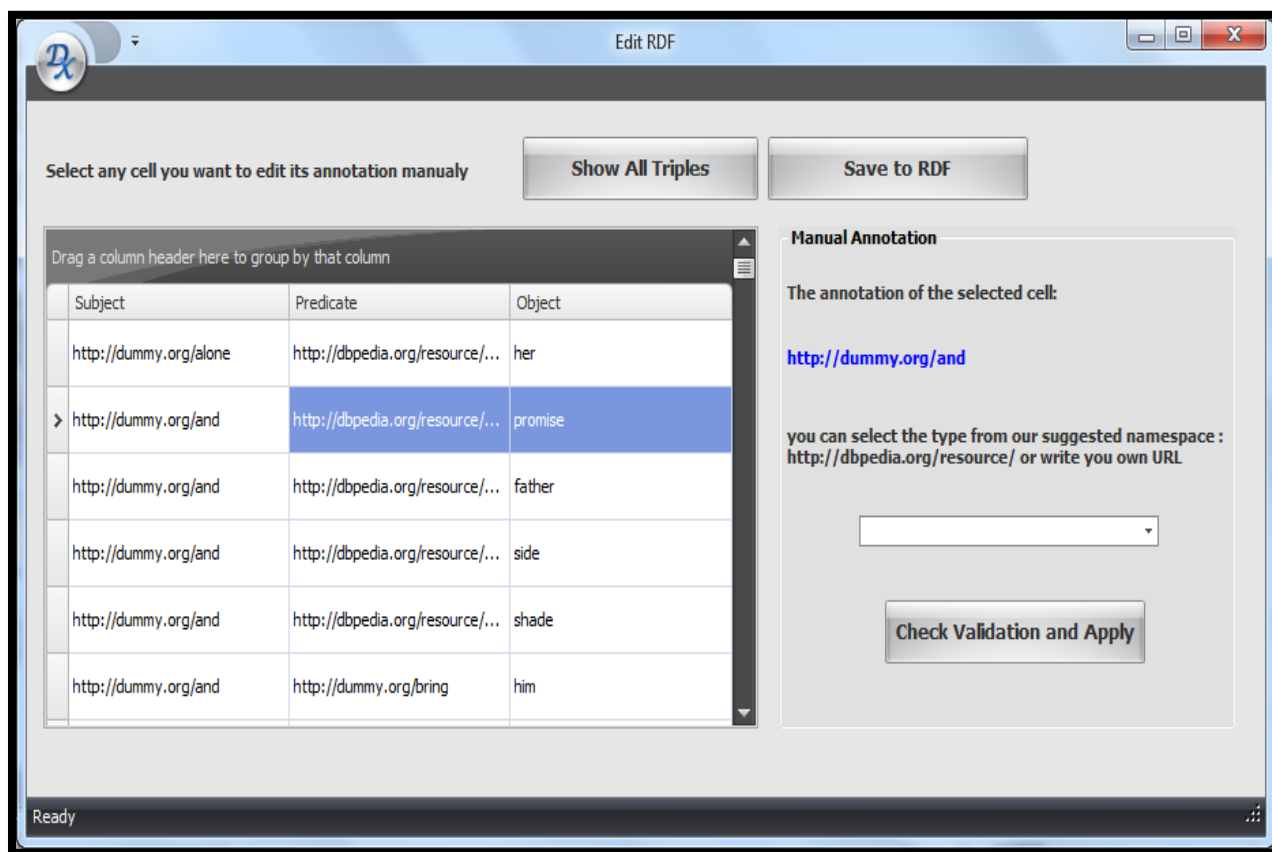 DX
Edit RDF
Select any cell you want to edit its annotation manualy
Show All Triples
Save to RDF
Drag a column header here to group by that column
Subject Predicate Object
http://dummy.org/alone http://dbpedia.org/resource/... her
http://dummy.org/and http://dbpedia.org/resource/... promise
http://dummy.org/and http://dbpedia.org/resource/... father
http://dummy.org/and http://dbpedia.org/resource/... side
http://dummy.org/and http://dbpedia.org/resource/... shade
http://dummy.org/and http://dummy.org/bring him
Manual Annotation
The annotation of the selected cell:
http://dummy.org/and
you can select the type from our suggested namespace :
http://dbpedia.org/resource/ or write you own URL
Check Validation and Apply
Ready